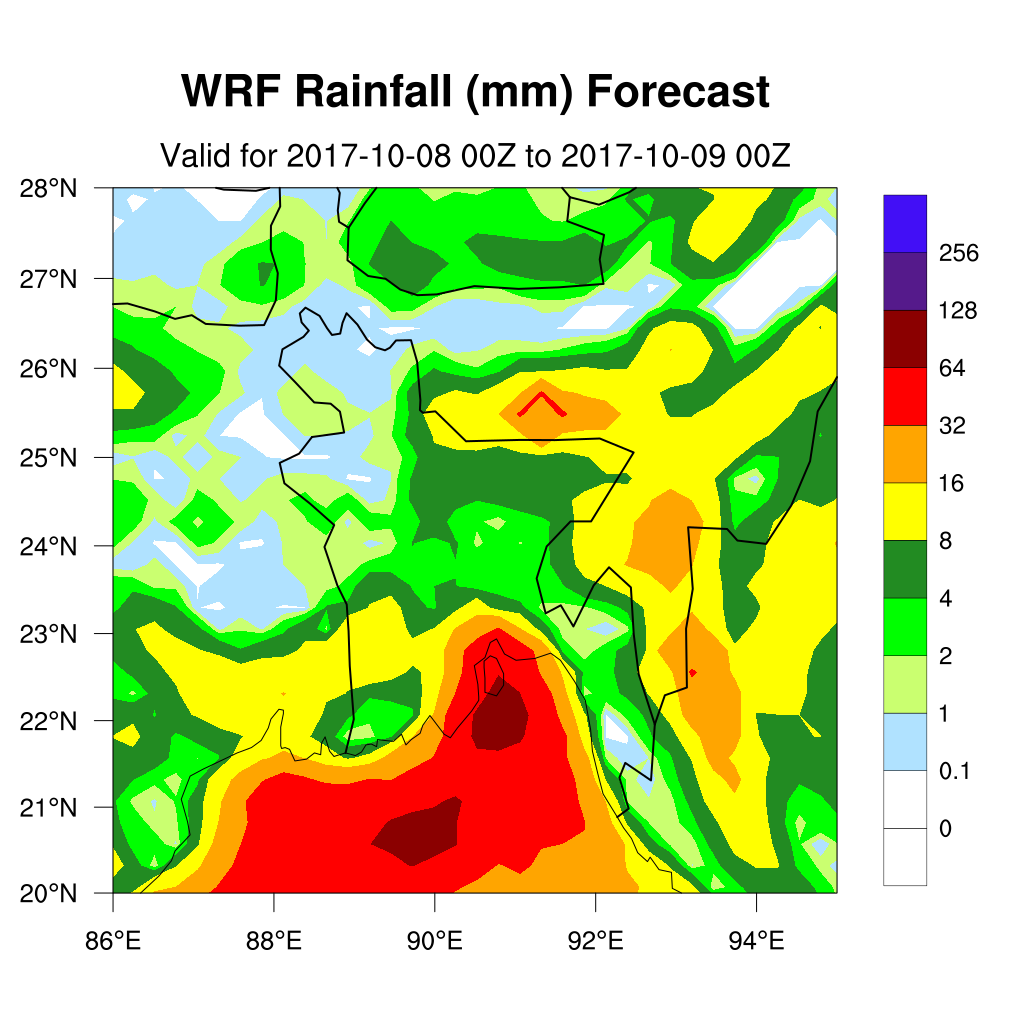 WRF Rainfall (mm) Forecast
Valid for 2017-10-08 00Z to 2017-10-09 00Z
28°N
27°N
26°N
25°N
24°N
23°N
22°N
21°N
20°N
86°E 88°E 90°E 92°E 94°E
256
128
64
32
16
8
4
2
1
0.1
0